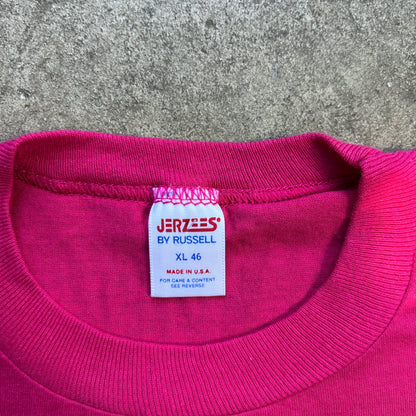 JERZEES®
BY RUSSELL
XL 46
MADE IN U.S.A.
FOR CARE & CONTENT
SEE REVERSE